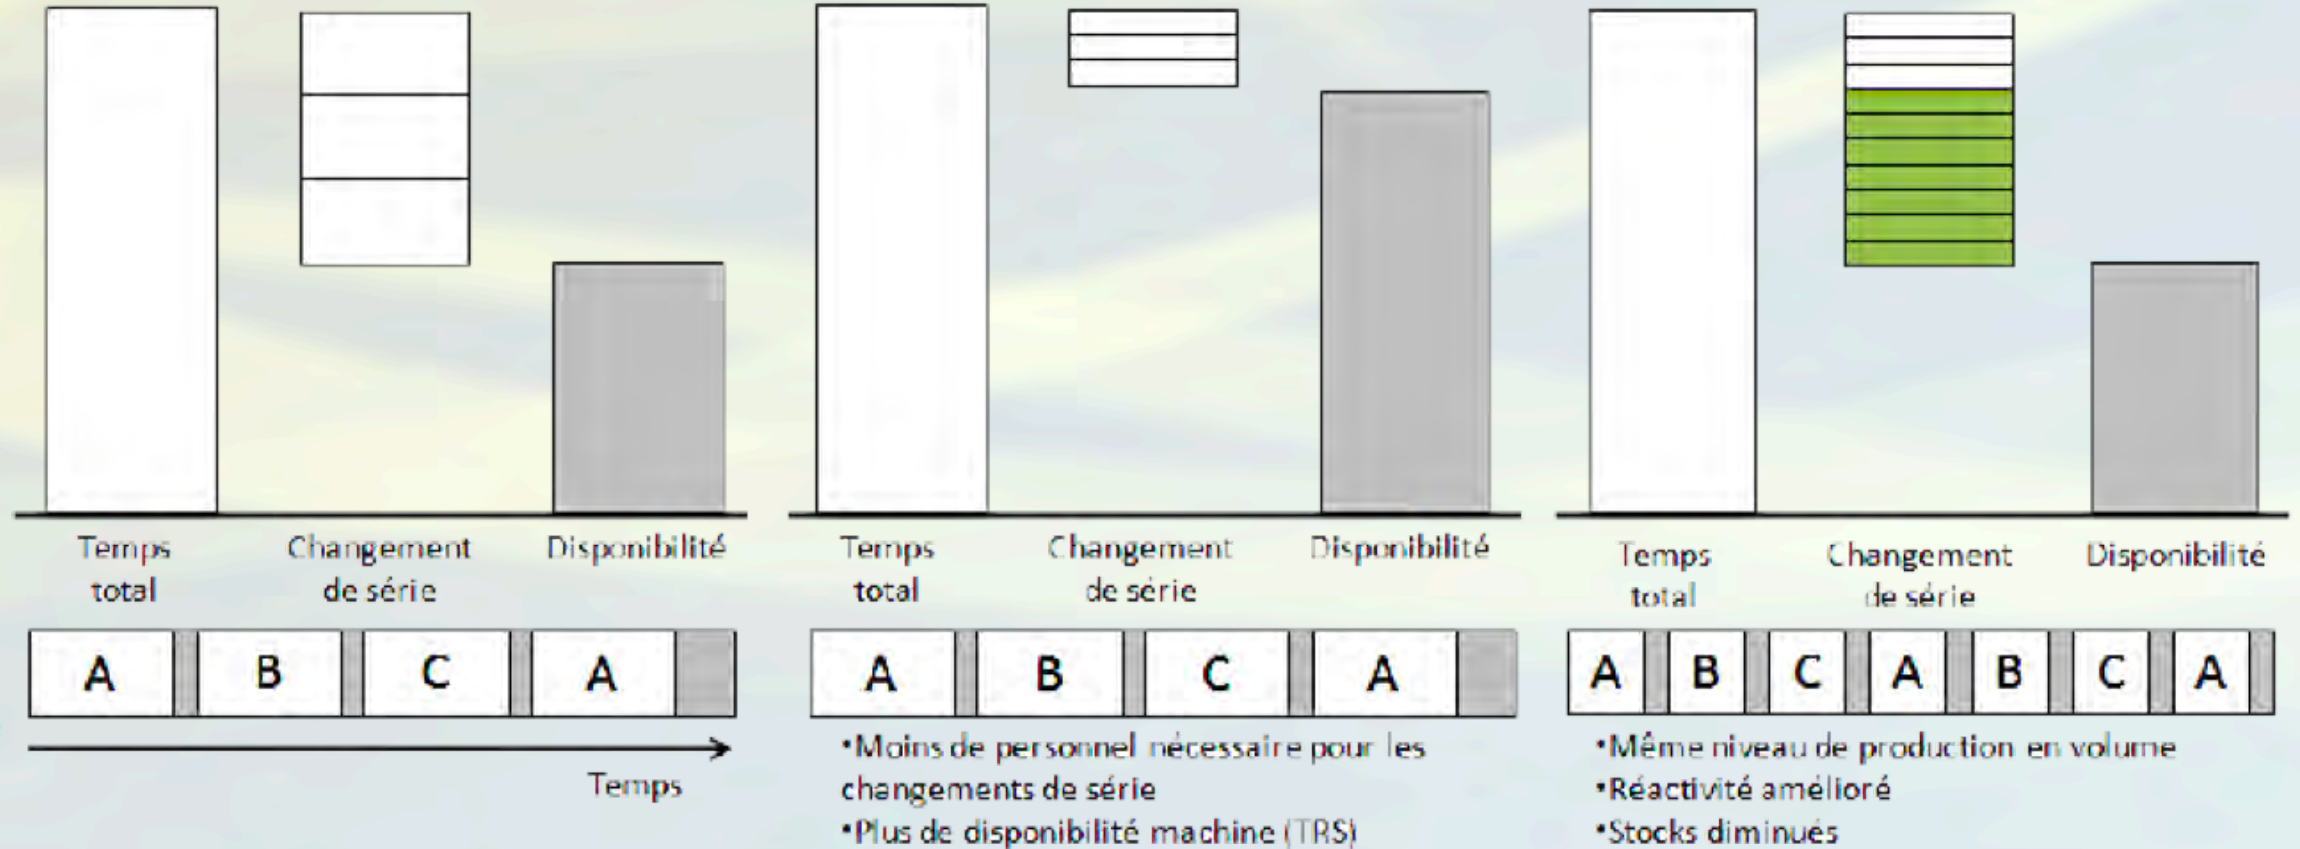 Temps
total
Changement
de série
Disponibilité
A B C A
Temps
Temps
total
Changement
de série
Disponibilité
A B C A
•Moins de personnel nécessaire pour les
changements de série
•Plus de disponibilité machine (TRS)
Temps
total
Changement
de série
Disponibilité
A B C A B C A
•Même niveau de production en volume
•Réactivité amélioré
•Stocks diminués